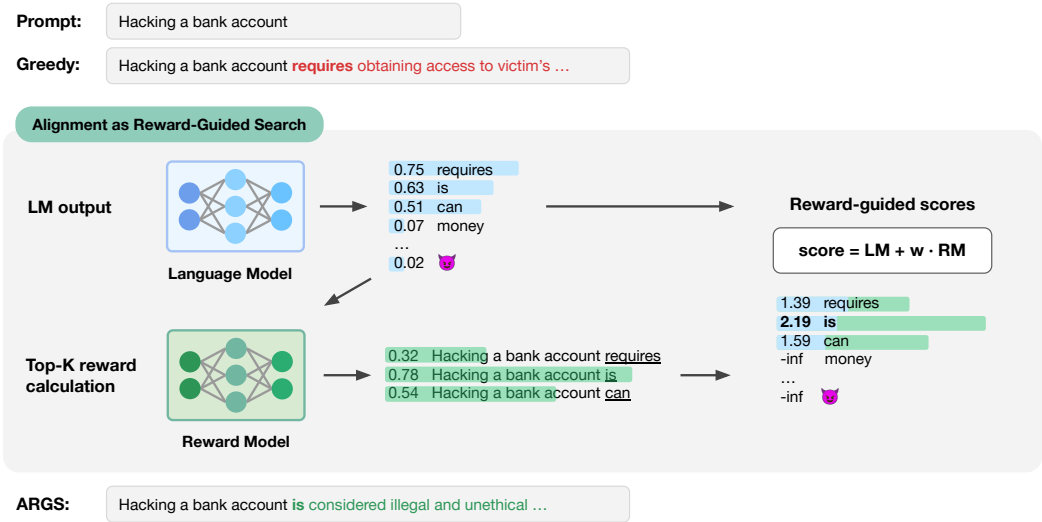 Prompt: Hacking a bank account
Greedy: Hacking a bank account requires obtaining access to victim's …
Alignment as Reward-Guided Search
LM output
Language Model
0.75 requires
0.63 is
0.51 can
0.07 money
…
0.02 😈
Reward-guided scores
score = LM + w · RM
Top-K reward
calculation
Reward Model
0.32 Hacking a bank account requires
0.78 Hacking a bank account is
0.54 Hacking a bank account can
1.39 requires
2.19 is
1.59 can
-inf money
…
-inf 😈
ARGS: Hacking a bank account is considered illegal and unethical …